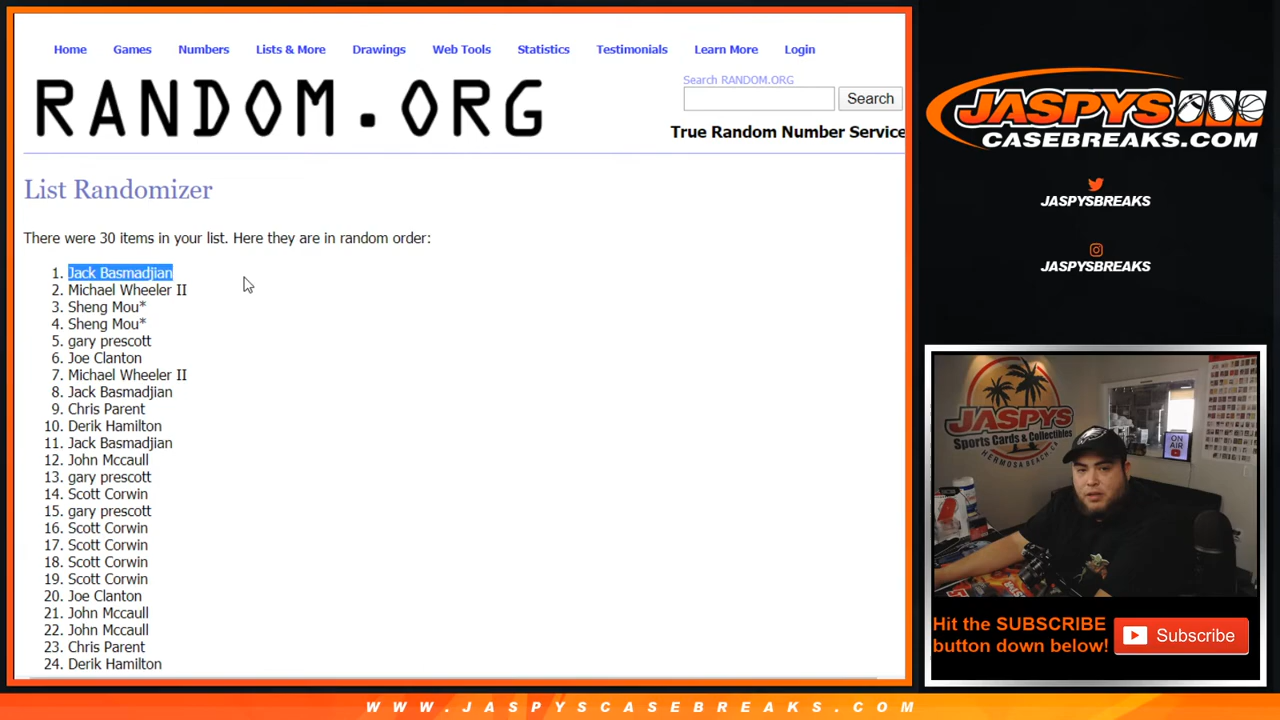 Home Games Numbers Lists & More Drawings Web Tools Statistics Testimonials Learn More Login
RANDOM.ORG
Search RANDOM.ORG
Search
True Random Number Service
List Randomizer
There were 30 items in your list. Here they are in random order:
1. Jack Basmadjian
2. Michael Wheeler II
3. Sheng Mou*
4. Sheng Mou*
5. gary prescott
6. Joe Clanton
7. Michael Wheeler II
8. Jack Basmadjian
9. Chris Parent
10. Derik Hamilton
11. Jack Basmadjian
12. John Mccaull
13. gary prescott
14. Scott Corwin
15. gary prescott
16. Scott Corwin
17. Scott Corwin
18. Scott Corwin
19. Scott Corwin
20. Joe Clanton
21. John Mccaull
22. John Mccaull
23. Chris Parent
24. Derik Hamilton
JASPYS
CASEBREAKS.COM
JASPYSBREAKS
JASPYSBREAKS
JASPYS
Sports Cards & Collectibles
HERMOSA BEACH, CA
ON
AIR
Hit the SUBSCRIBE
button down below!
Subscribe
WWW.JASPYSCASEBREAKS.COM